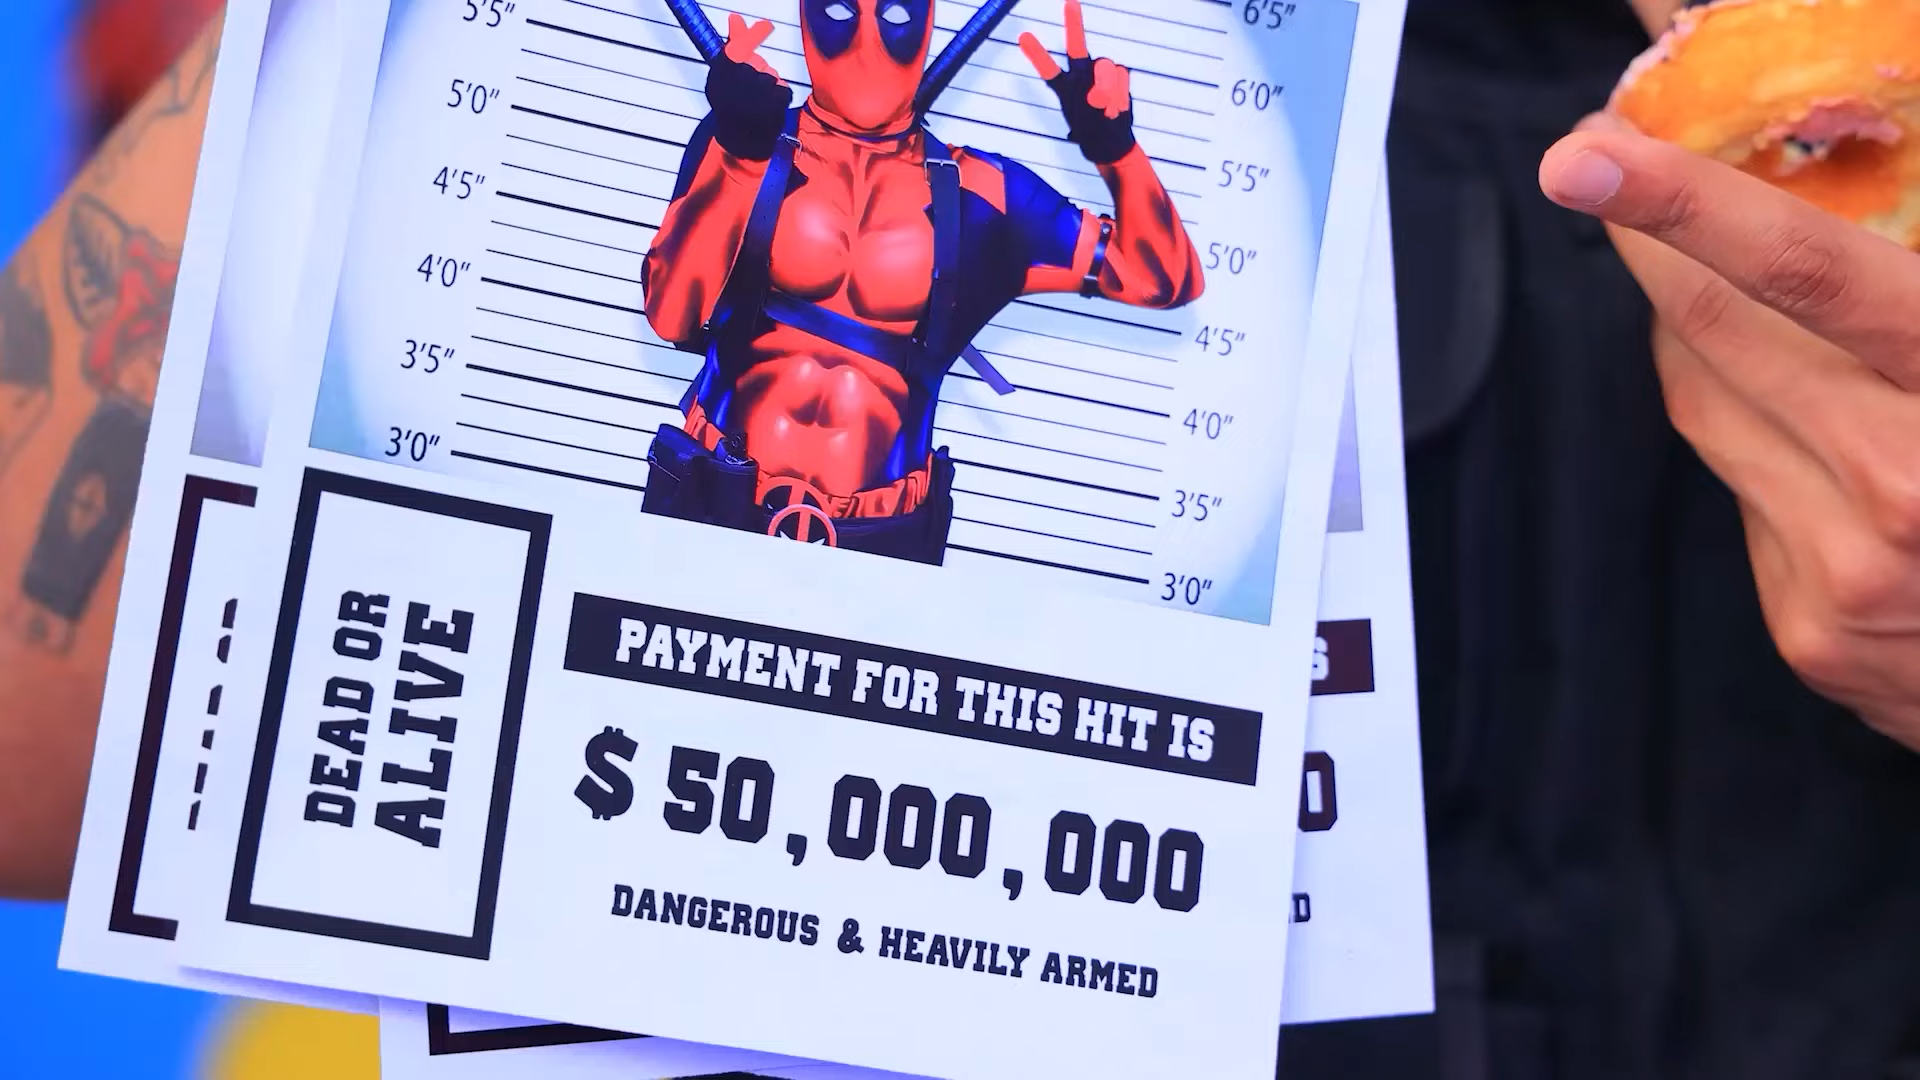 5'5"
5'0"
4'5"
4'0"
3'5"
3'0"
6'5"
6'0"
5'5"
5'0"
4'5"
4'0"
3'5"
3'0"
DEAD OR
ALIVE
PAYMENT FOR THIS HIT IS
$50,000,000
DANGEROUS & HEAVILY ARMED
S
0
D